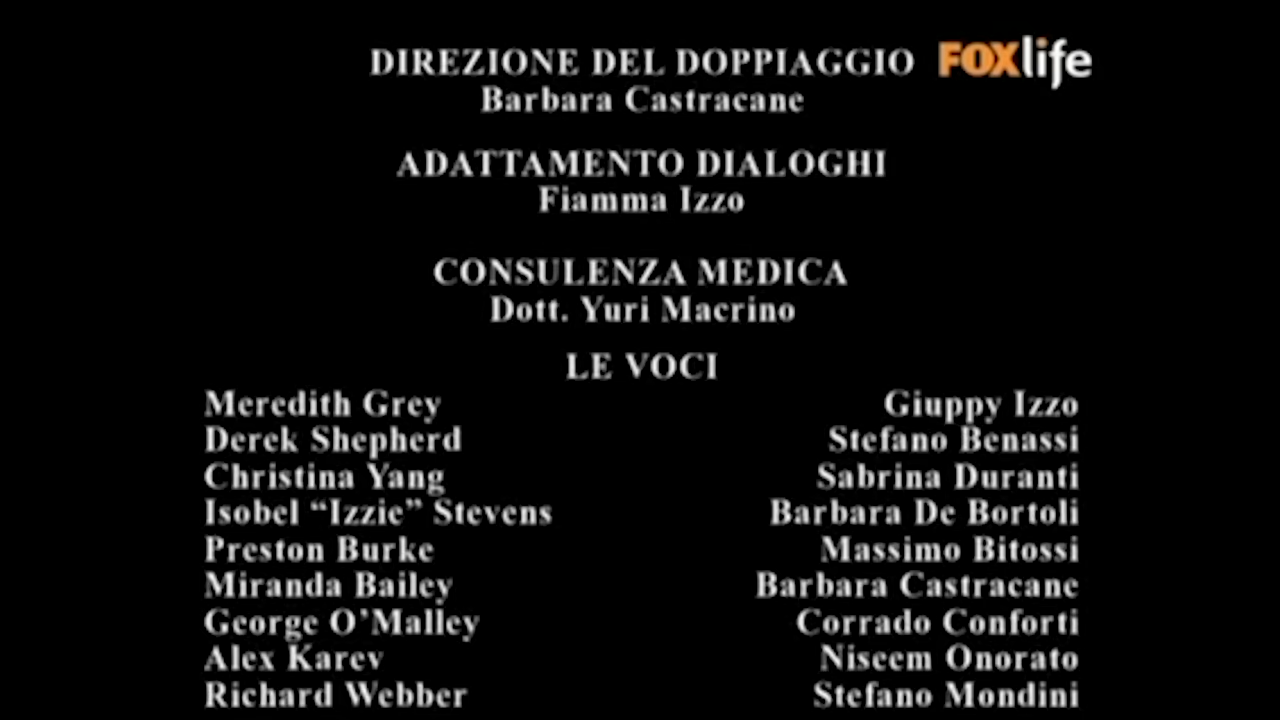 DIREZIONE DEL DOPPIAGGIO FOXlife
Barbara Castracane
ADATTAMENTO DIALOGHI
Fiamma Izzo
CONSULENZA MEDICA
Dott. Yuri Macrino
LE VOCI
Meredith Grey Giuppy Izzo
Derek Shepherd Stefano Benassi
Christina Yang Sabrina Duranti
Isobel “Izzie” Stevens Barbara De Bortoli
Preston Burke Massimo Bitossi
Miranda Bailey Barbara Castracane
George O’Malley Corrado Conforti
Alex Karev Niseem Onorato
Richard Webber Stefano Mondini